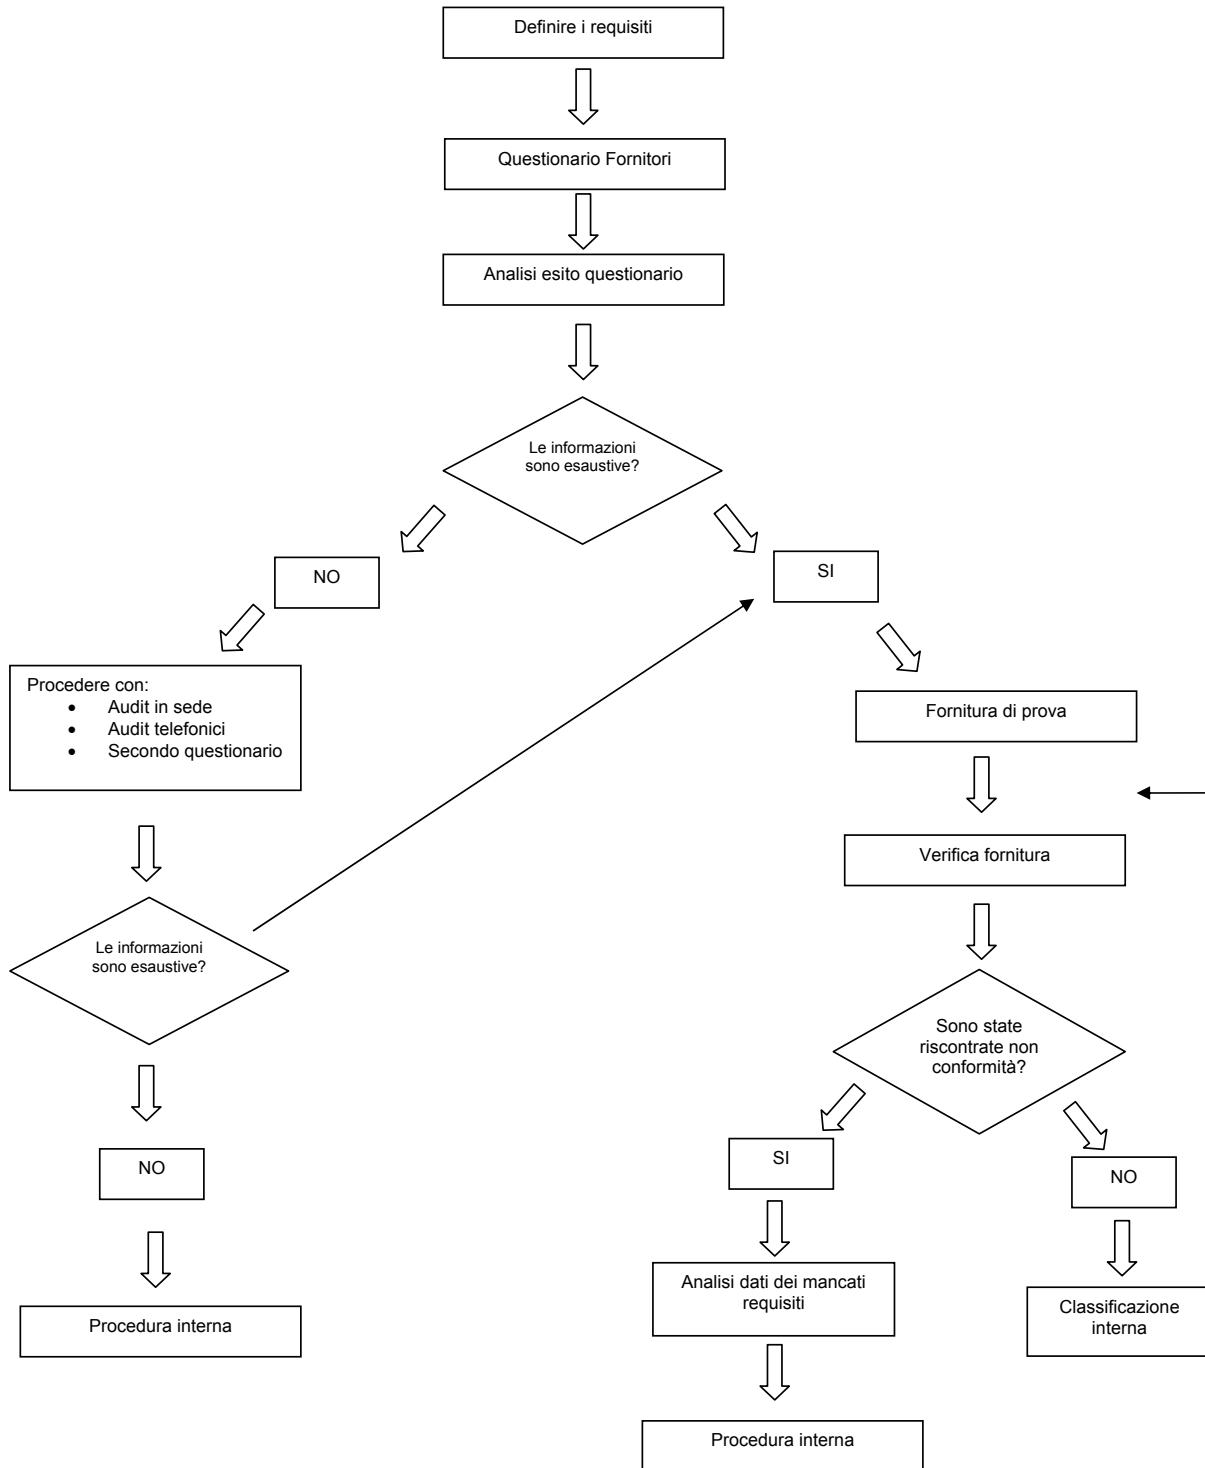 Definire i requisiti
Questionario Fornitori
Analisi esito questionario
Le informazioni
sono esaustive?
NO
SI
Procedere con:
• Audit in sede
• Audit telefonici
• Secondo questionario
Fornitura di prova
Verifica fornitura
Le informazioni
sono esaustive?
Sono state
riscontrate non
conformità?
NO
SI
NO
Analisi dati dei mancati
requisiti
Classificazione
interna
Procedura interna
Procedura interna